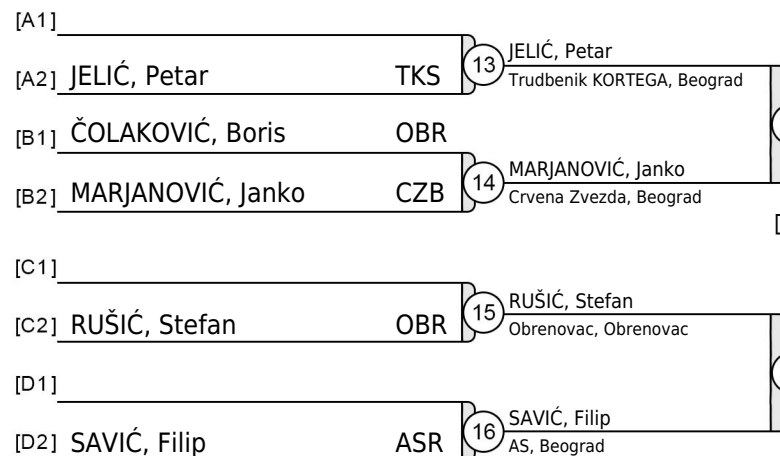 [A1]
[A2] JELIĆ, Petar TKS
13
JELIĆ, Petar
Trudbenik KORTEGA, Beograd
[B1] ČOLAKOVIĆ, Boris OBR
[B2] MARJANOVIĆ, Janko CZB
14
MARJANOVIĆ, Janko
Crvena Zvezda, Beograd
[
[C1]
[C2] RUŠIĆ, Stefan OBR
15
RUŠIĆ, Stefan
Obrenovac, Obrenovac
[D1]
[D2] SAVIĆ, Filip ASR
16
SAVIĆ, Filip
AS, Beograd